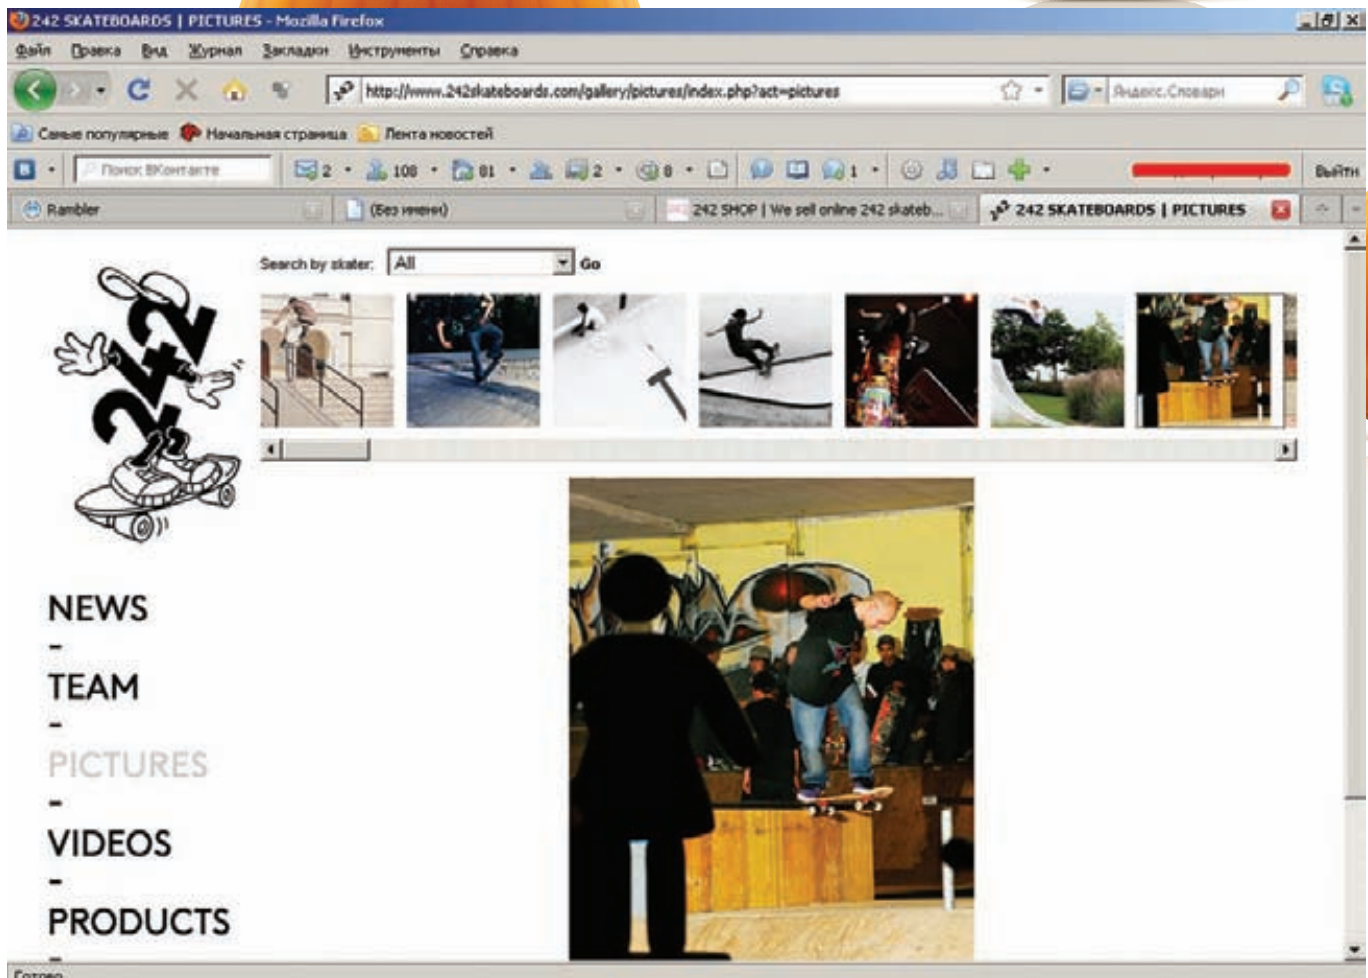 242 SKATEBOARDS | PICTURES - Mozilla Firefox
Файл Правка Вид Журнал Закладки Инструменты Справка
http://www.242skateboards.com/gallery/pictures/index.php?act=pictures Яндекс.Словари
Самые популярные Начальная страница Лента новостей
В Поиск ВКонтакте 2 108 81 2 8 1 Выйти
Rambler (Без имени) 242 SHOP | We sell online 242 skateb... 242 SKATEBOARDS | PICTURES
Search by skater: All Go
242
NEWS
-
TEAM
-
PICTURES
-
VIDEOS
-
PRODUCTS
-
Готово